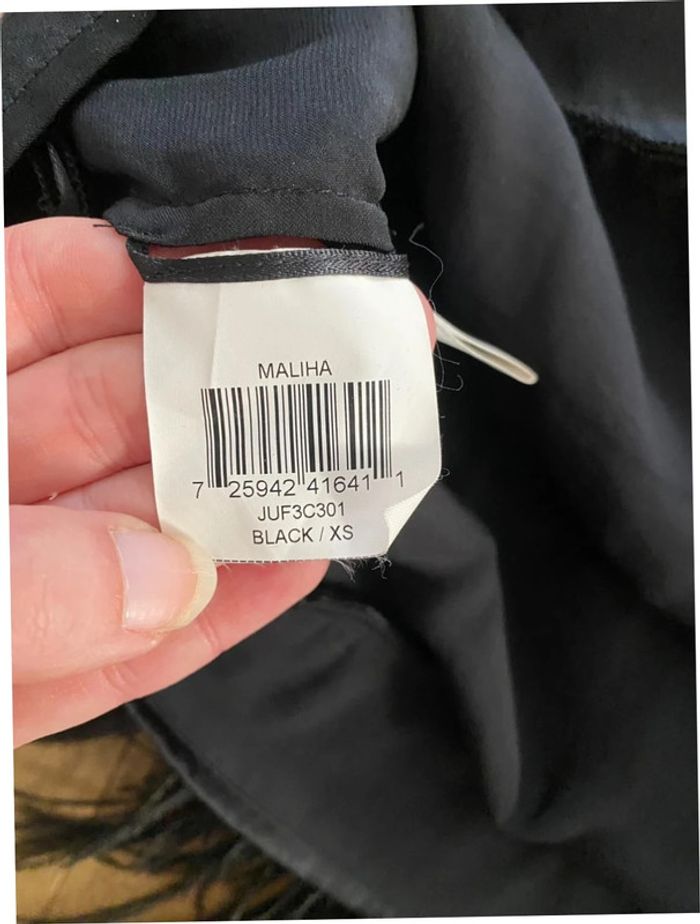 MALIHA
7 25942 41641 1
JUF3C301
BLACK / XS